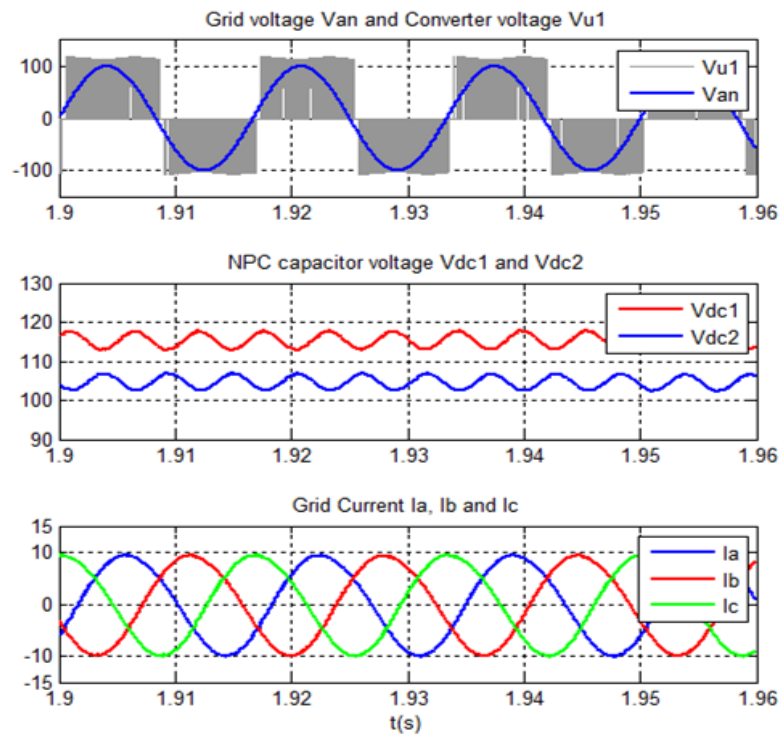 Grid voltage Van and Converter voltage Vu1
100
0
-100
Vu1
Van
1.9 1.91 1.92 1.93 1.94 1.95 1.96
NPC capacitor voltage Vdc1 and Vdc2
130
120
110
100
90
Vdc1
Vdc2
1.9 1.91 1.92 1.93 1.94 1.95 1.96
Grid Current Ia, Ib and Ic
15
10
0
-10
-15
Ia
Ib
Ic
1.9 1.91 1.92 1.93 1.94 1.95 1.96
t(s)